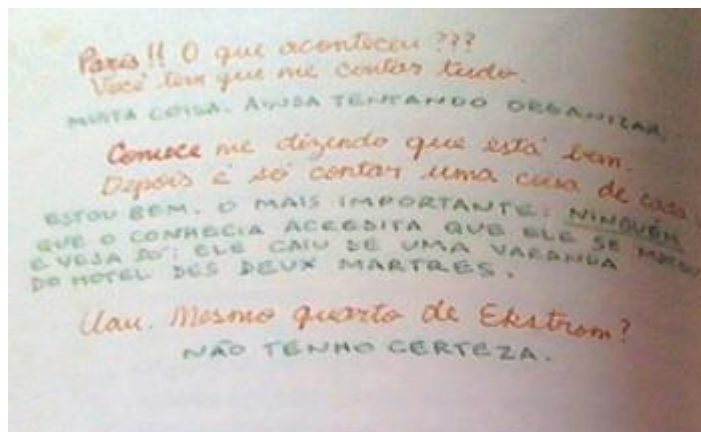 Paris!! O que aconteceu???
Você tem que me contar tudo.
MUITA COISA. AINDA TENTANDO ORGANIZAR.
Comece me dizendo que está bem.
Depois é só contar uma coisa de cada
ESTOU BEM. O MAIS IMPORTANTE: NINGUÉM
QUE O CONHECIA ACREDITA QUE ELE SE MATOU
E VEJA SÓ: ELE CAIU DE UMA VARANDA
DO HOTEL DES DEUX MARTRES.
Uau. Mesmo quarto de Ekstrom?
NÃO TENHO CERTEZA.